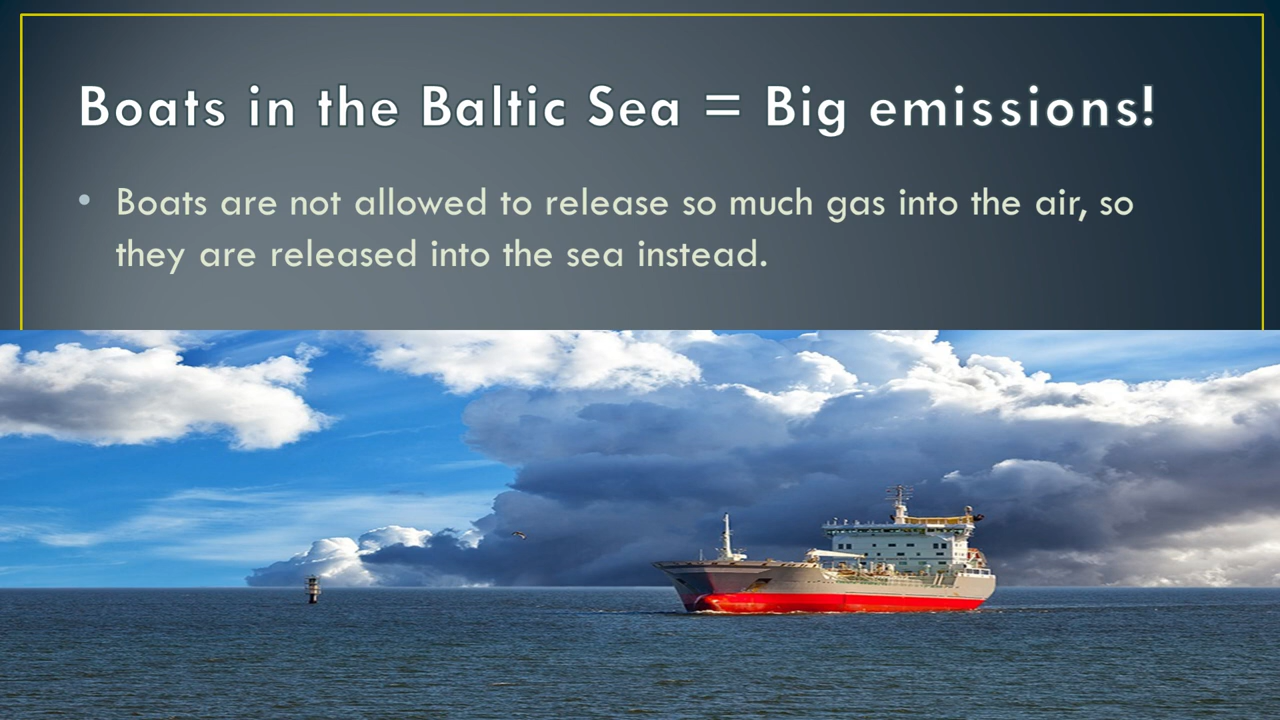 Boats in the Baltic Sea = Big emissions!
• Boats are not allowed to release so much gas into the air, so
they are released into the sea instead.